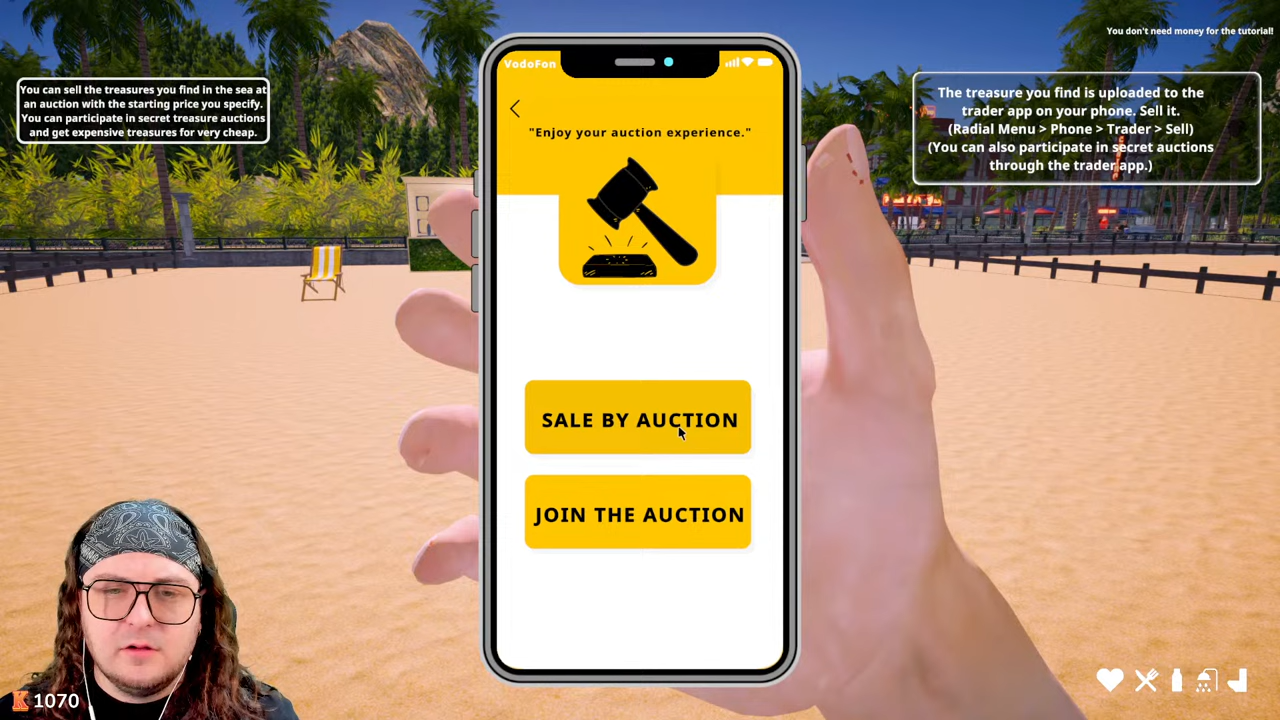 You don't need money for the tutorial!
You can sell the treasures you find in the sea at
an auction with the starting price you specify.
You can participate in secret treasure auctions
and get expensive treasures for very cheap.
VodoFon
"Enjoy your auction experience."
SALE BY AUCTION
JOIN THE AUCTION
The treasure you find is uploaded to the
trader app on your phone. Sell it.
(Radial Menu > Phone > Trader > Sell)
(You can also participate in secret auctions
through the trader app.)
1070